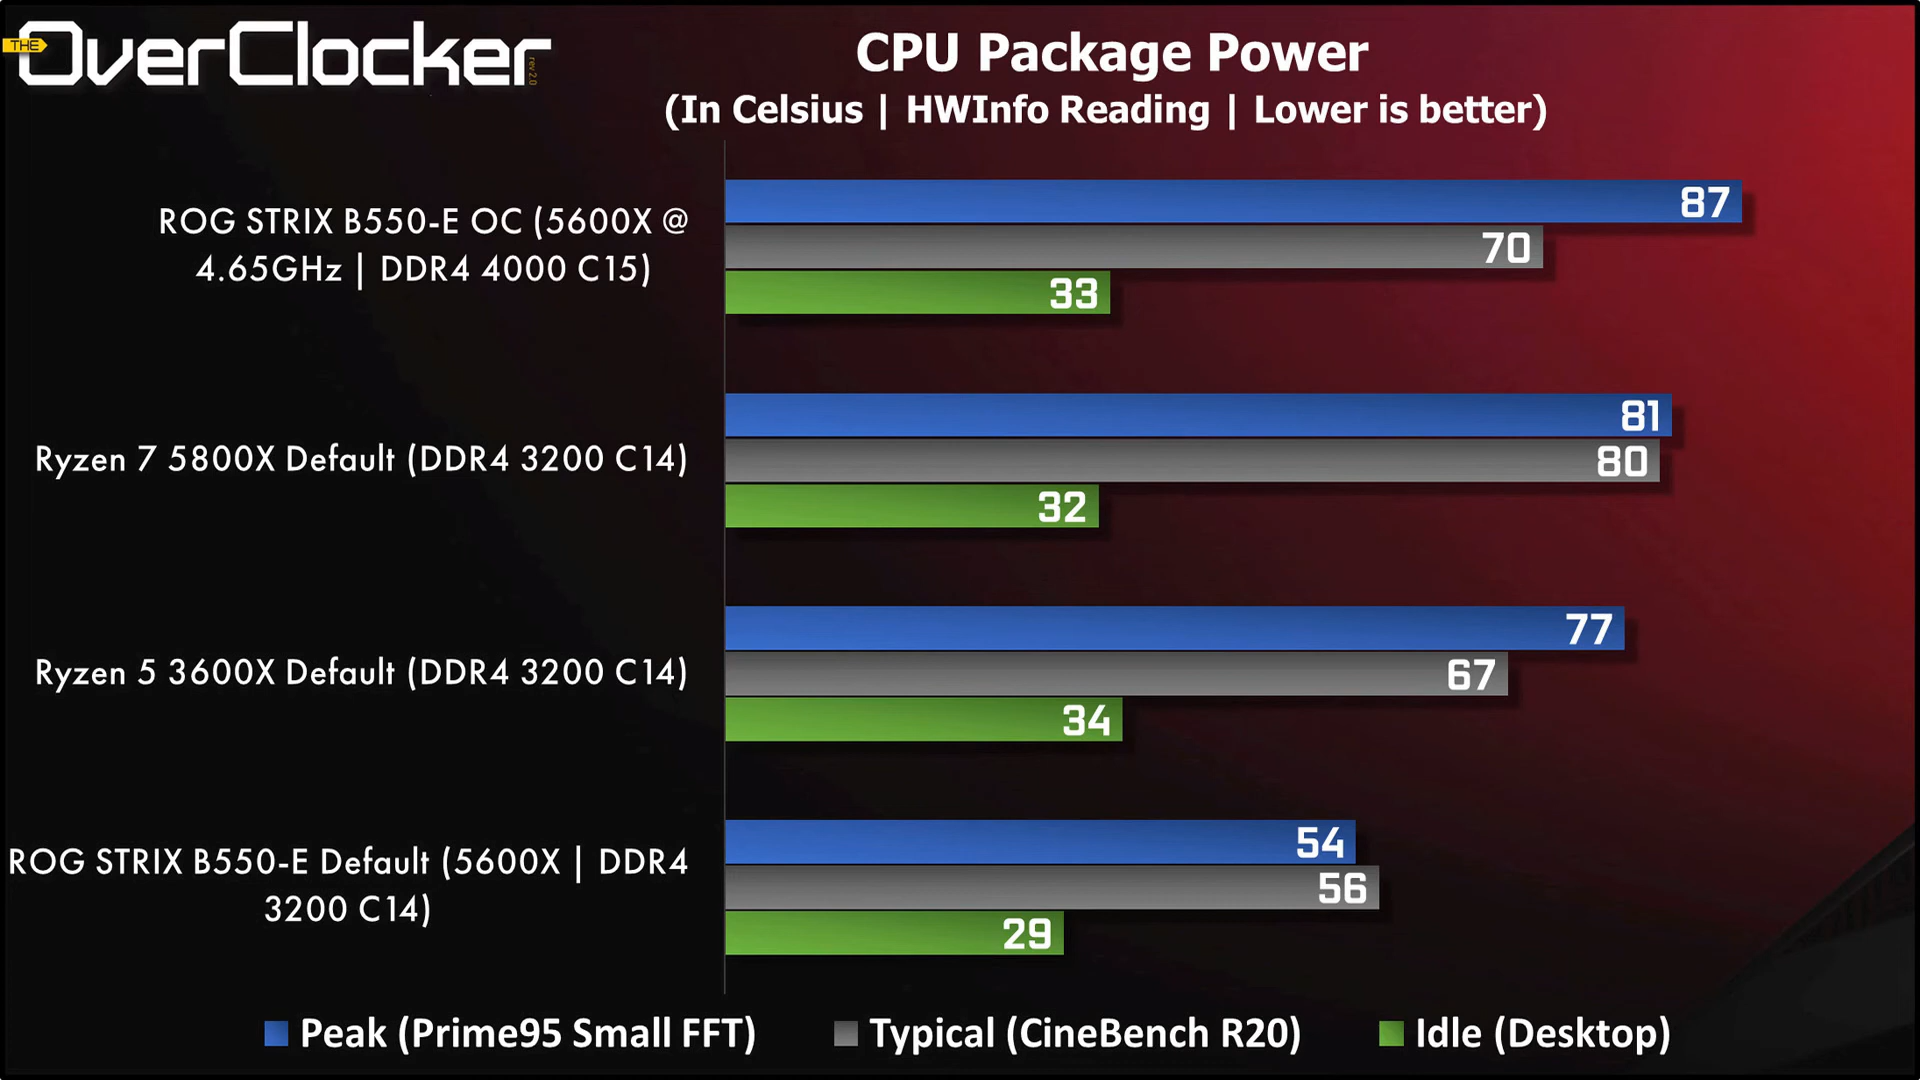 THE OverClocker rev 2.0
CPU Package Power
(In Celsius | HWInfo Reading | Lower is better)
ROG STRIX B550-E OC (5600X @
4.65GHz | DDR4 4000 C15)
87
70
33
Ryzen 7 5800X Default (DDR4 3200 C14)
81
80
32
Ryzen 5 3600X Default (DDR4 3200 C14)
77
67
34
ROG STRIX B550-E Default (5600X | DDR4
3200 C14)
54
56
29
Peak (Prime95 Small FFT) Typical (CineBench R20) Idle (Desktop)